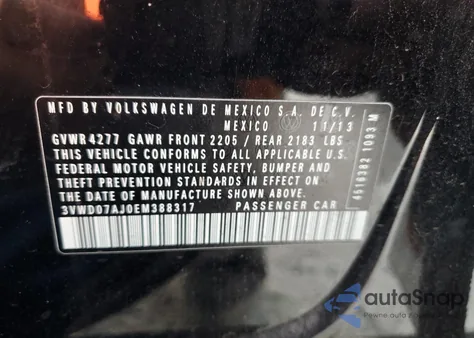 MFD BY VOLKSWAGEN DE MEXICO S.A. DE C.V.
MEXICO 11/13
GVWR 4277 GAWR FRONT 2205 / REAR 2183 LBS
THIS VEHICLE CONFORMS TO ALL APPLICABLE
FEDERAL MOTOR VEHICLE SAFETY, BUMPER AND
THEFT PREVENTION STANDARDS IN EFFECT ON
THE DATE OF MANUFACTURE SHOWN ABOVE.
3VWD07AJ0EM388317 PASSENGER CAR
4516382 1093 M
autoSnap